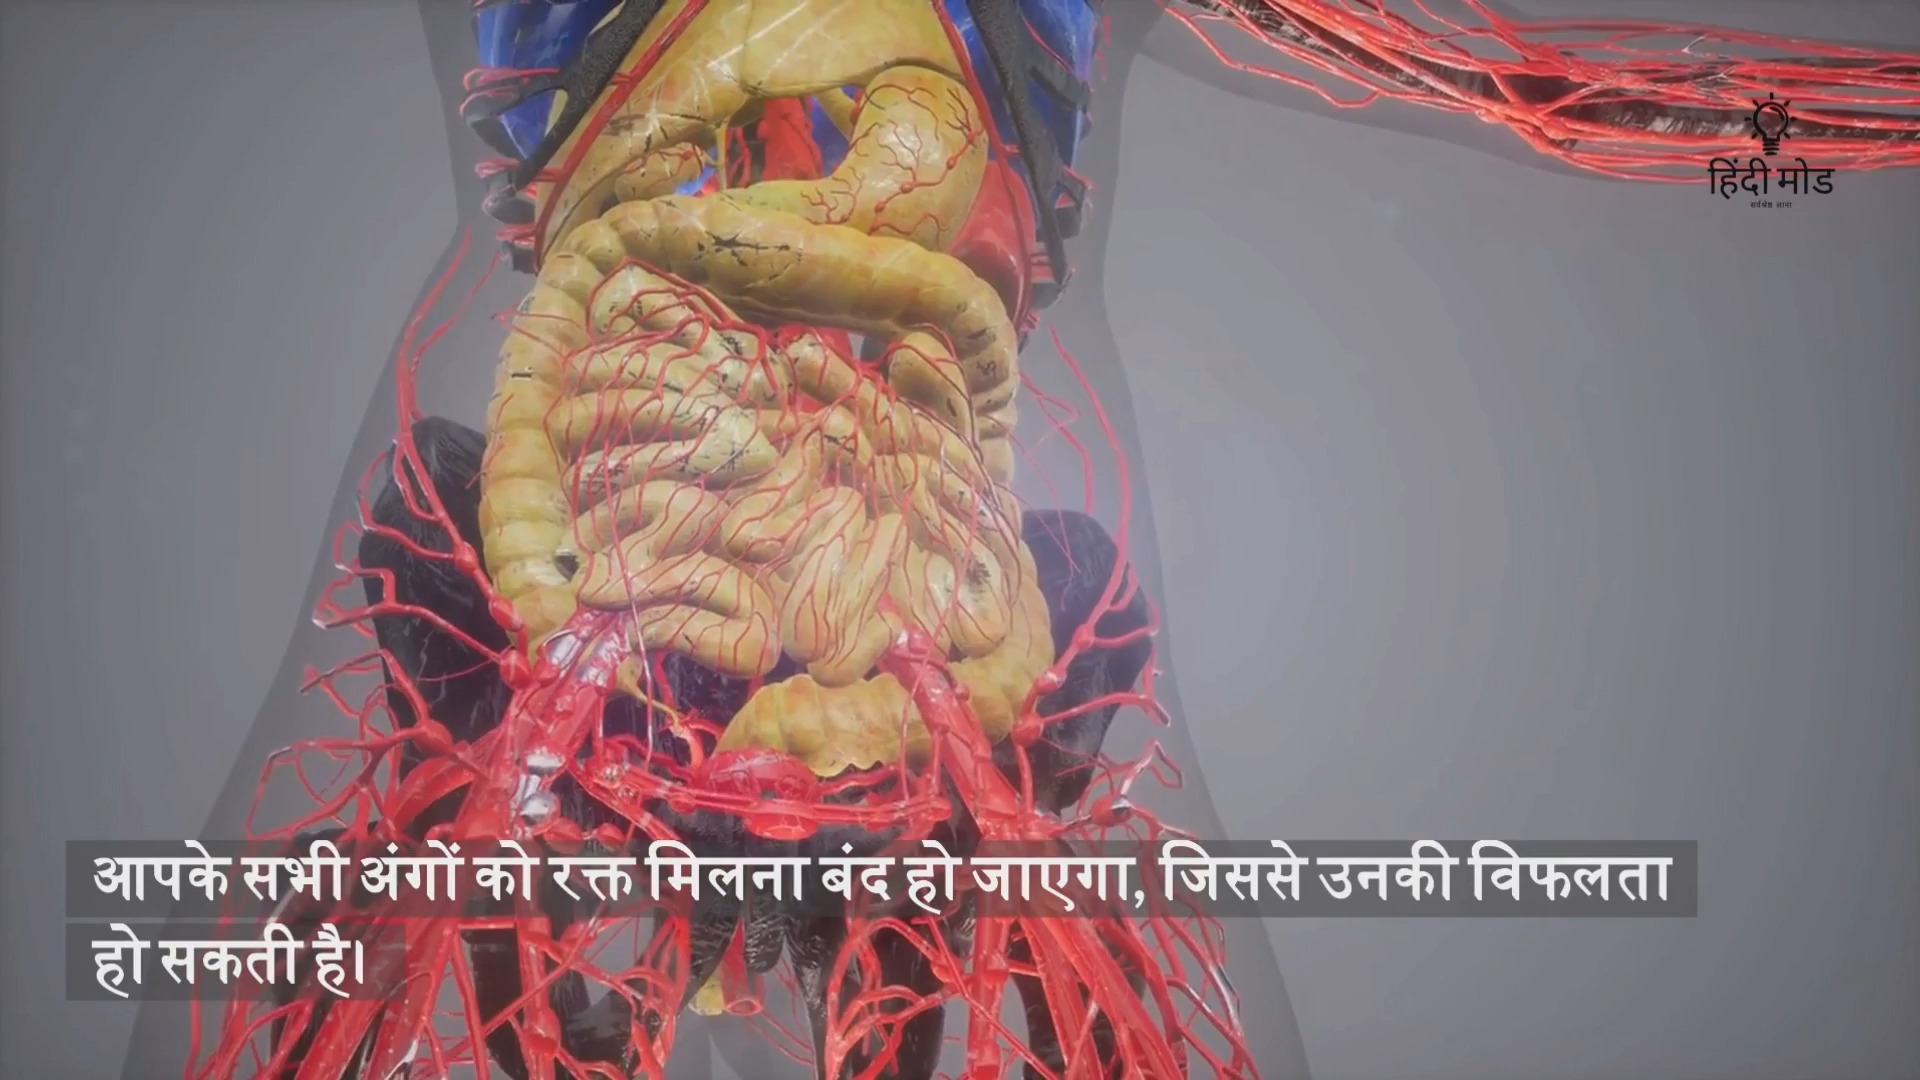 हिंदी मोड
आपके सभी अंगों को रक्त मिलना बंद हो जाएगा, जिससे उनकी विफलता
हो सकती है।